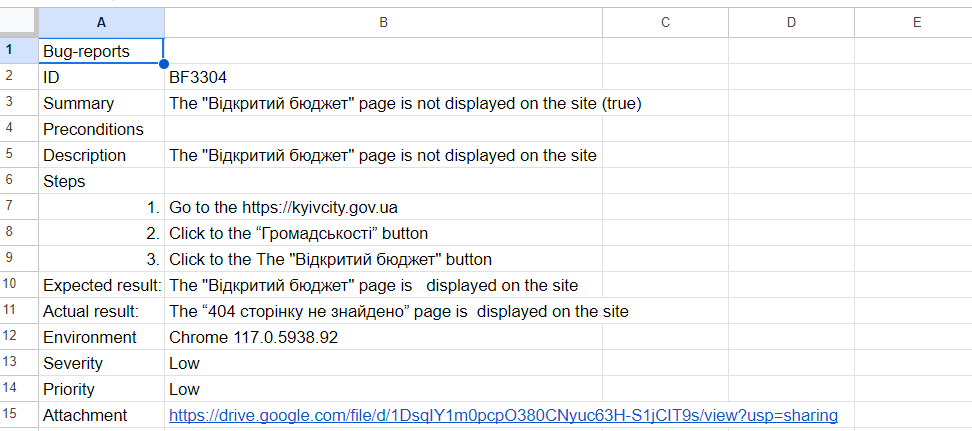 A B C D E
1 Bug-reports
2 ID BF3304
3 Summary The "Відкритий бюджет" page is not displayed on the site (true)
4 Preconditions
5 Description The "Відкритий бюджет" page is not displayed on the site
6 Steps
7 1. Go to the https://kyivcity.gov.ua
8 2. Click to the “Громадськості” button
9 3. Click to the The "Відкритий бюджет" button
10 Expected result: The "Відкритий бюджет" page is displayed on the site
11 Actual result: The “404 сторінку не знайдено” page is displayed on the site
12 Environment Chrome 117.0.5938.92
13 Severity Low
14 Priority Low
15 Attachment https://drive.google.com/file/d/1DsqIY1m0pcpO380CNyuc63H-S1jCIT9s/view?usp=sharing